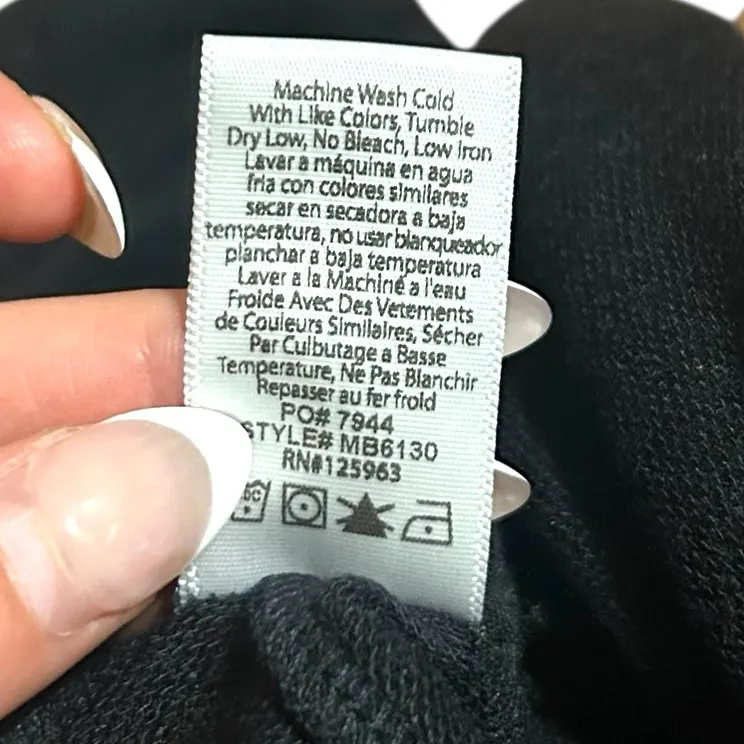 Machine Wash Cold
With Like Colors, Tumble
Dry Low, No Bleach, Low Iron
Lavar a máquina en agua
fria con colores similares
secar en secadora a baja
temperatura, no usar blanqueador
planchar a baja temperatura
Laver a la Machiné a l'eau
Froide Avec Des Vetements
de Couleurs Similaires, Sécher
Par Culbutage a Basse
Temperature, Ne Pas Blanchir
Repasser au fer froid
PO# 7944
STYLE# MB6130
RN#125963